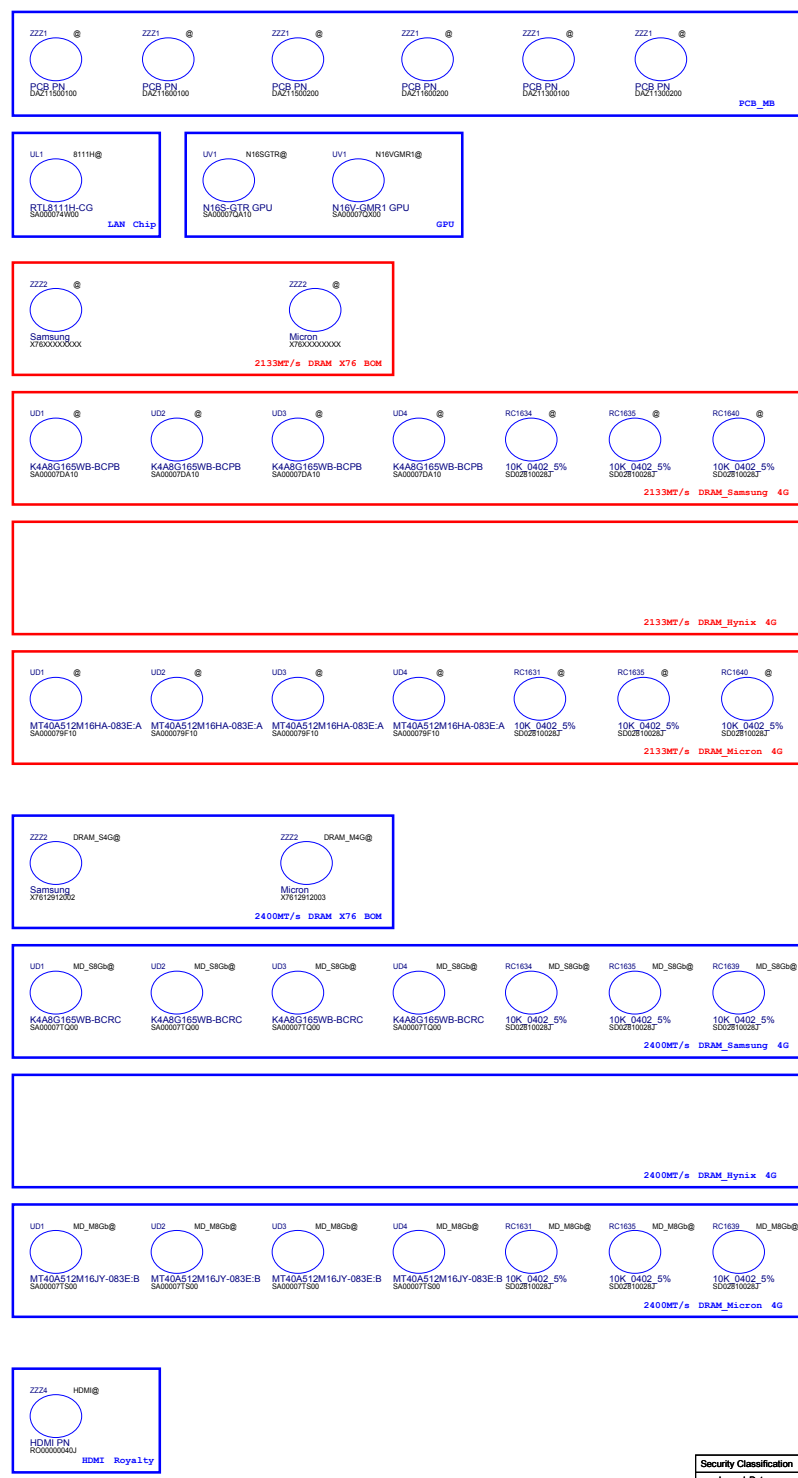 ZZZ1 @ ZZZ1 @ ZZZ1 @ ZZZ1 @ ZZZ1 @ ZZZ1 @
PCB PN PCB PN PCB PN PCB PN PCB PN PCB PN
DAZ11500100 DAZ11600100 DAZ11500200 DAZ11600200 DAZ11300100 DAZ11300200
PCB_MB
UL1 8111H@ UV1 N16SGTR@ UV1 N16VGMR1@
RTL8111H-CG N16S-GTR GPU N16V-GMR1 GPU
SA000074W00 SA00007QA10 SA00007QX00
LAN Chip GPU
ZZZ2 @ ZZZ2 @
Samsung Micron
X76XXXXXXXX X76XXXXXXXX
2133MT/s DRAM X76 BOM
UD1 @ UD2 @ UD3 @ UD4 @ RC1634 @ RC1635 @ RC1640 @
K4A8G165WB-BCPB K4A8G165WB-BCPB K4A8G165WB-BCPB K4A8G165WB-BCPB 10K_0402_5% 10K_0402_5% 10K_0402_5%
SA00007DA10 SA00007DA10 SA00007DA10 SA00007DA10 SD02810028J SD02810028J SD02810028J
2133MT/s DRAM_Samsung 4G
2133MT/s DRAM_Hynix 4G
UD1 @ UD2 @ UD3 @ UD4 @ RC1631 @ RC1635 @ RC1640 @
MT40A512M16HA-083E:A MT40A512M16HA-083E:A MT40A512M16HA-083E:A MT40A512M16HA-083E:A 10K_0402_5% 10K_0402_5% 10K_0402_5%
SA000079F10 SA000079F10 SA000079F10 SA000079F10 SD02810028J SD02810028J SD02810028J
2133MT/s DRAM_Micron 4G
ZZZ2 DRAM_S4G@ ZZZ2 DRAM_M4G@
Samsung Micron
X7612912002 X7612912003
2400MT/s DRAM X76 BOM
UD1 MD_S8Gb@ UD2 MD_S8Gb@ UD3 MD_S8Gb@ UD4 MD_S8Gb@ RC1634 MD_S8Gb@ RC1635 MD_S8Gb@ RC1639 MD_S8Gb@
K4A8G165WB-BCRC K4A8G165WB-BCRC K4A8G165WB-BCRC K4A8G165WB-BCRC 10K_0402_5% 10K_0402_5% 10K_0402_5%
SA00007TQ00 SA00007TQ00 SA00007TQ00 SA00007TQ00 SD02810028J SD02810028J SD02810028J
2400MT/s DRAM_Samsung 4G
2400MT/s DRAM_Hynix 4G
UD1 MD_M8Gb@ UD2 MD_M8Gb@ UD3 MD_M8Gb@ UD4 MD_M8Gb@ RC1631 MD_M8Gb@ RC1635 MD_M8Gb@ RC1639 MD_M8Gb@
MT40A512M16JY-083E:B MT40A512M16JY-083E:B MT40A512M16JY-083E:B MT40A512M16JY-083E:B 10K_0402_5% 10K_0402_5% 10K_0402_5%
SA00007TS00 SA00007TS00 SA00007TS00 SA00007TS00 SD02810028J SD02810028J SD02810028J
2400MT/s DRAM_Micron 4G
ZZZ4 HDMI@
HDMI PN
RO00000040J
HDMI Royalty
Security Classification